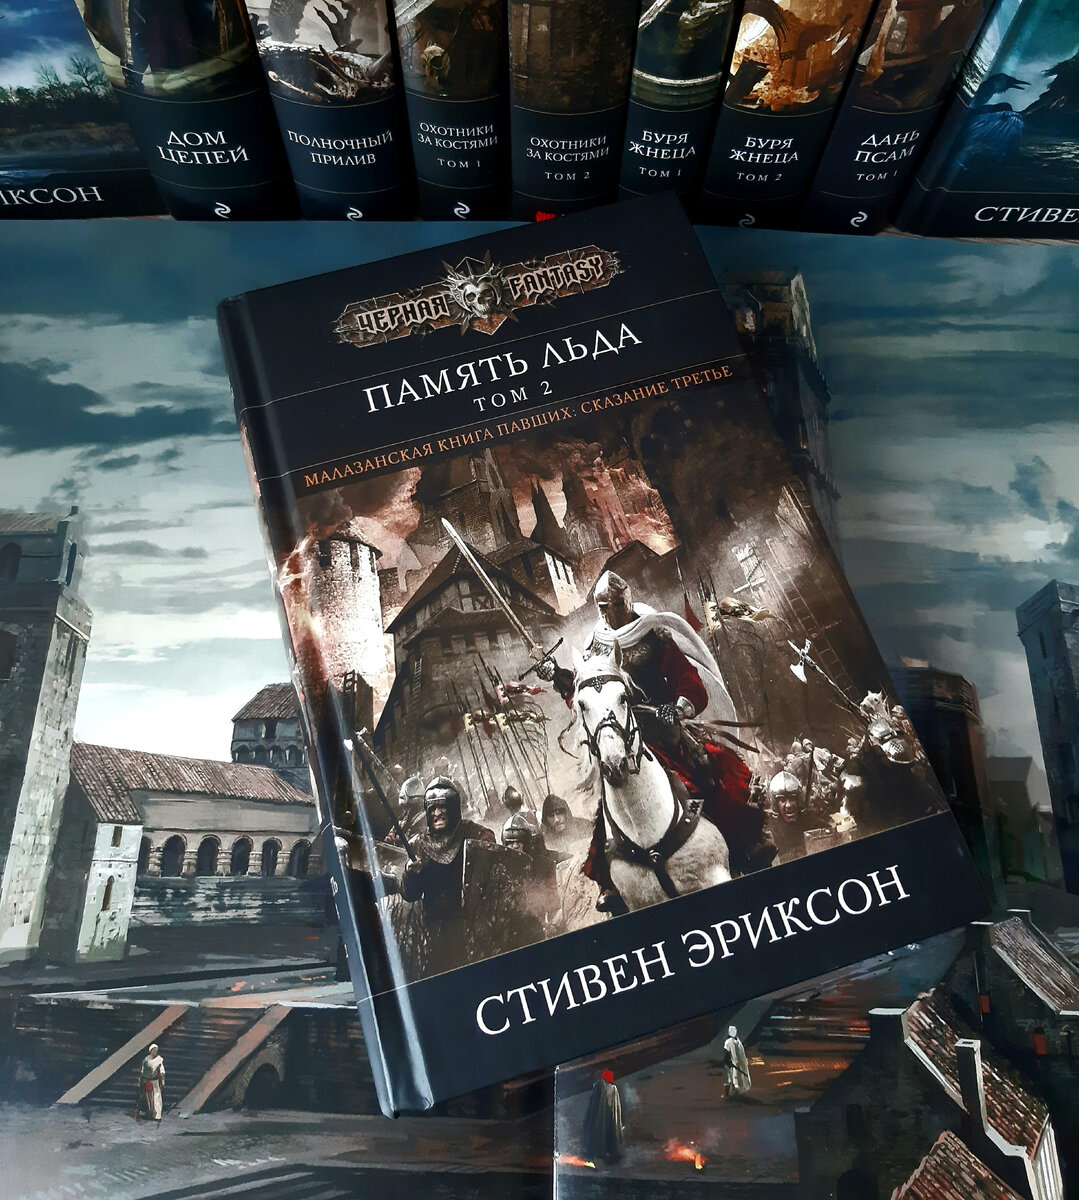 ДОМ
ЦЕПЕЙ
ПОЛНОЧНЫЙ
ПРИЛИВ
ОХОТНИКИ
ЗА КОСТЯМИ
ТОМ 1
ОХОТНИКИ
ЗА КОСТЯМИ
ТОМ 2
БУРЯ
ЖНЕЦА
ТОМ 1
БУРЯ
ЖНЕЦА
ТОМ 2
ДАНЬ
ПСАМ
ТОМ 1
ИКСОН
СТИВЕ
ЧЕРНАЯ FANTASY
ПАМЯТЬ ЛЬДА
ТОМ 2
МАЛАЗАНСКАЯ КНИГА ПАВШИХ: СКАЗАНИЕ ТРЕТЬЕ
СТИВЕН ЭРИКСОН